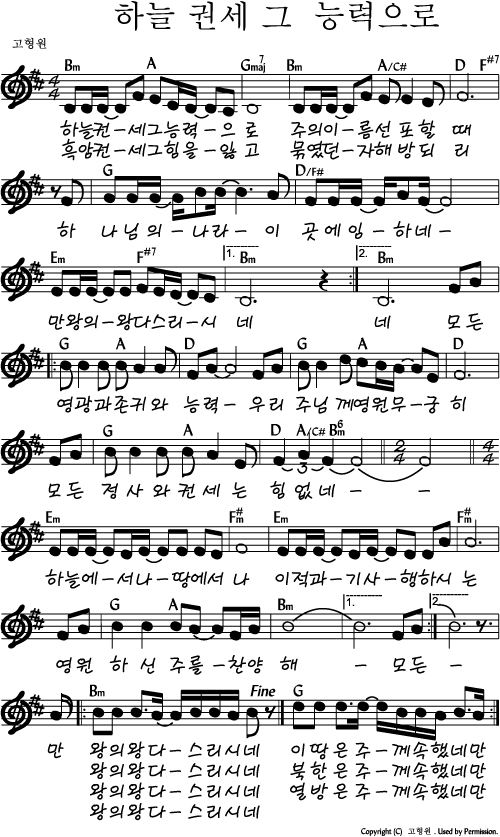 하늘 권세 그 능력으로
고형원
Bm A Gmaj7 Bm A/C# D F#7
하늘권-세그능력-으로 주의이-름선포할 때
흑암권-세그힘을-잃고 묶였던-자해방되 리
G D/F#
하 나님의-나라-이 곳에임-하네-
Em F#7 1. Bm 2. Bm
만왕의-왕다스리-시 네 네 모든
G A D G A D
영광과존귀와 능력-우리 주님께영원무-궁 히
G A D A/C# Bm6
모든 정사와권세는 힘없네- -
Em F#m Em F#m
하늘에-서나-땅에서 나 이적과-기사-행하시 는
G A Bm 1. 2.
영원 하신 주를-찬양 해- 모든-
Bm Fine G
만 왕의왕다-스리시네 이땅은주-께속했네만
왕의왕다-스리시네 북한은주-께속했네만
왕의왕다-스리시네 열방은주-께속했네만
왕의왕다-스리시네
Copyright (C) 고형원. Used by Permission.